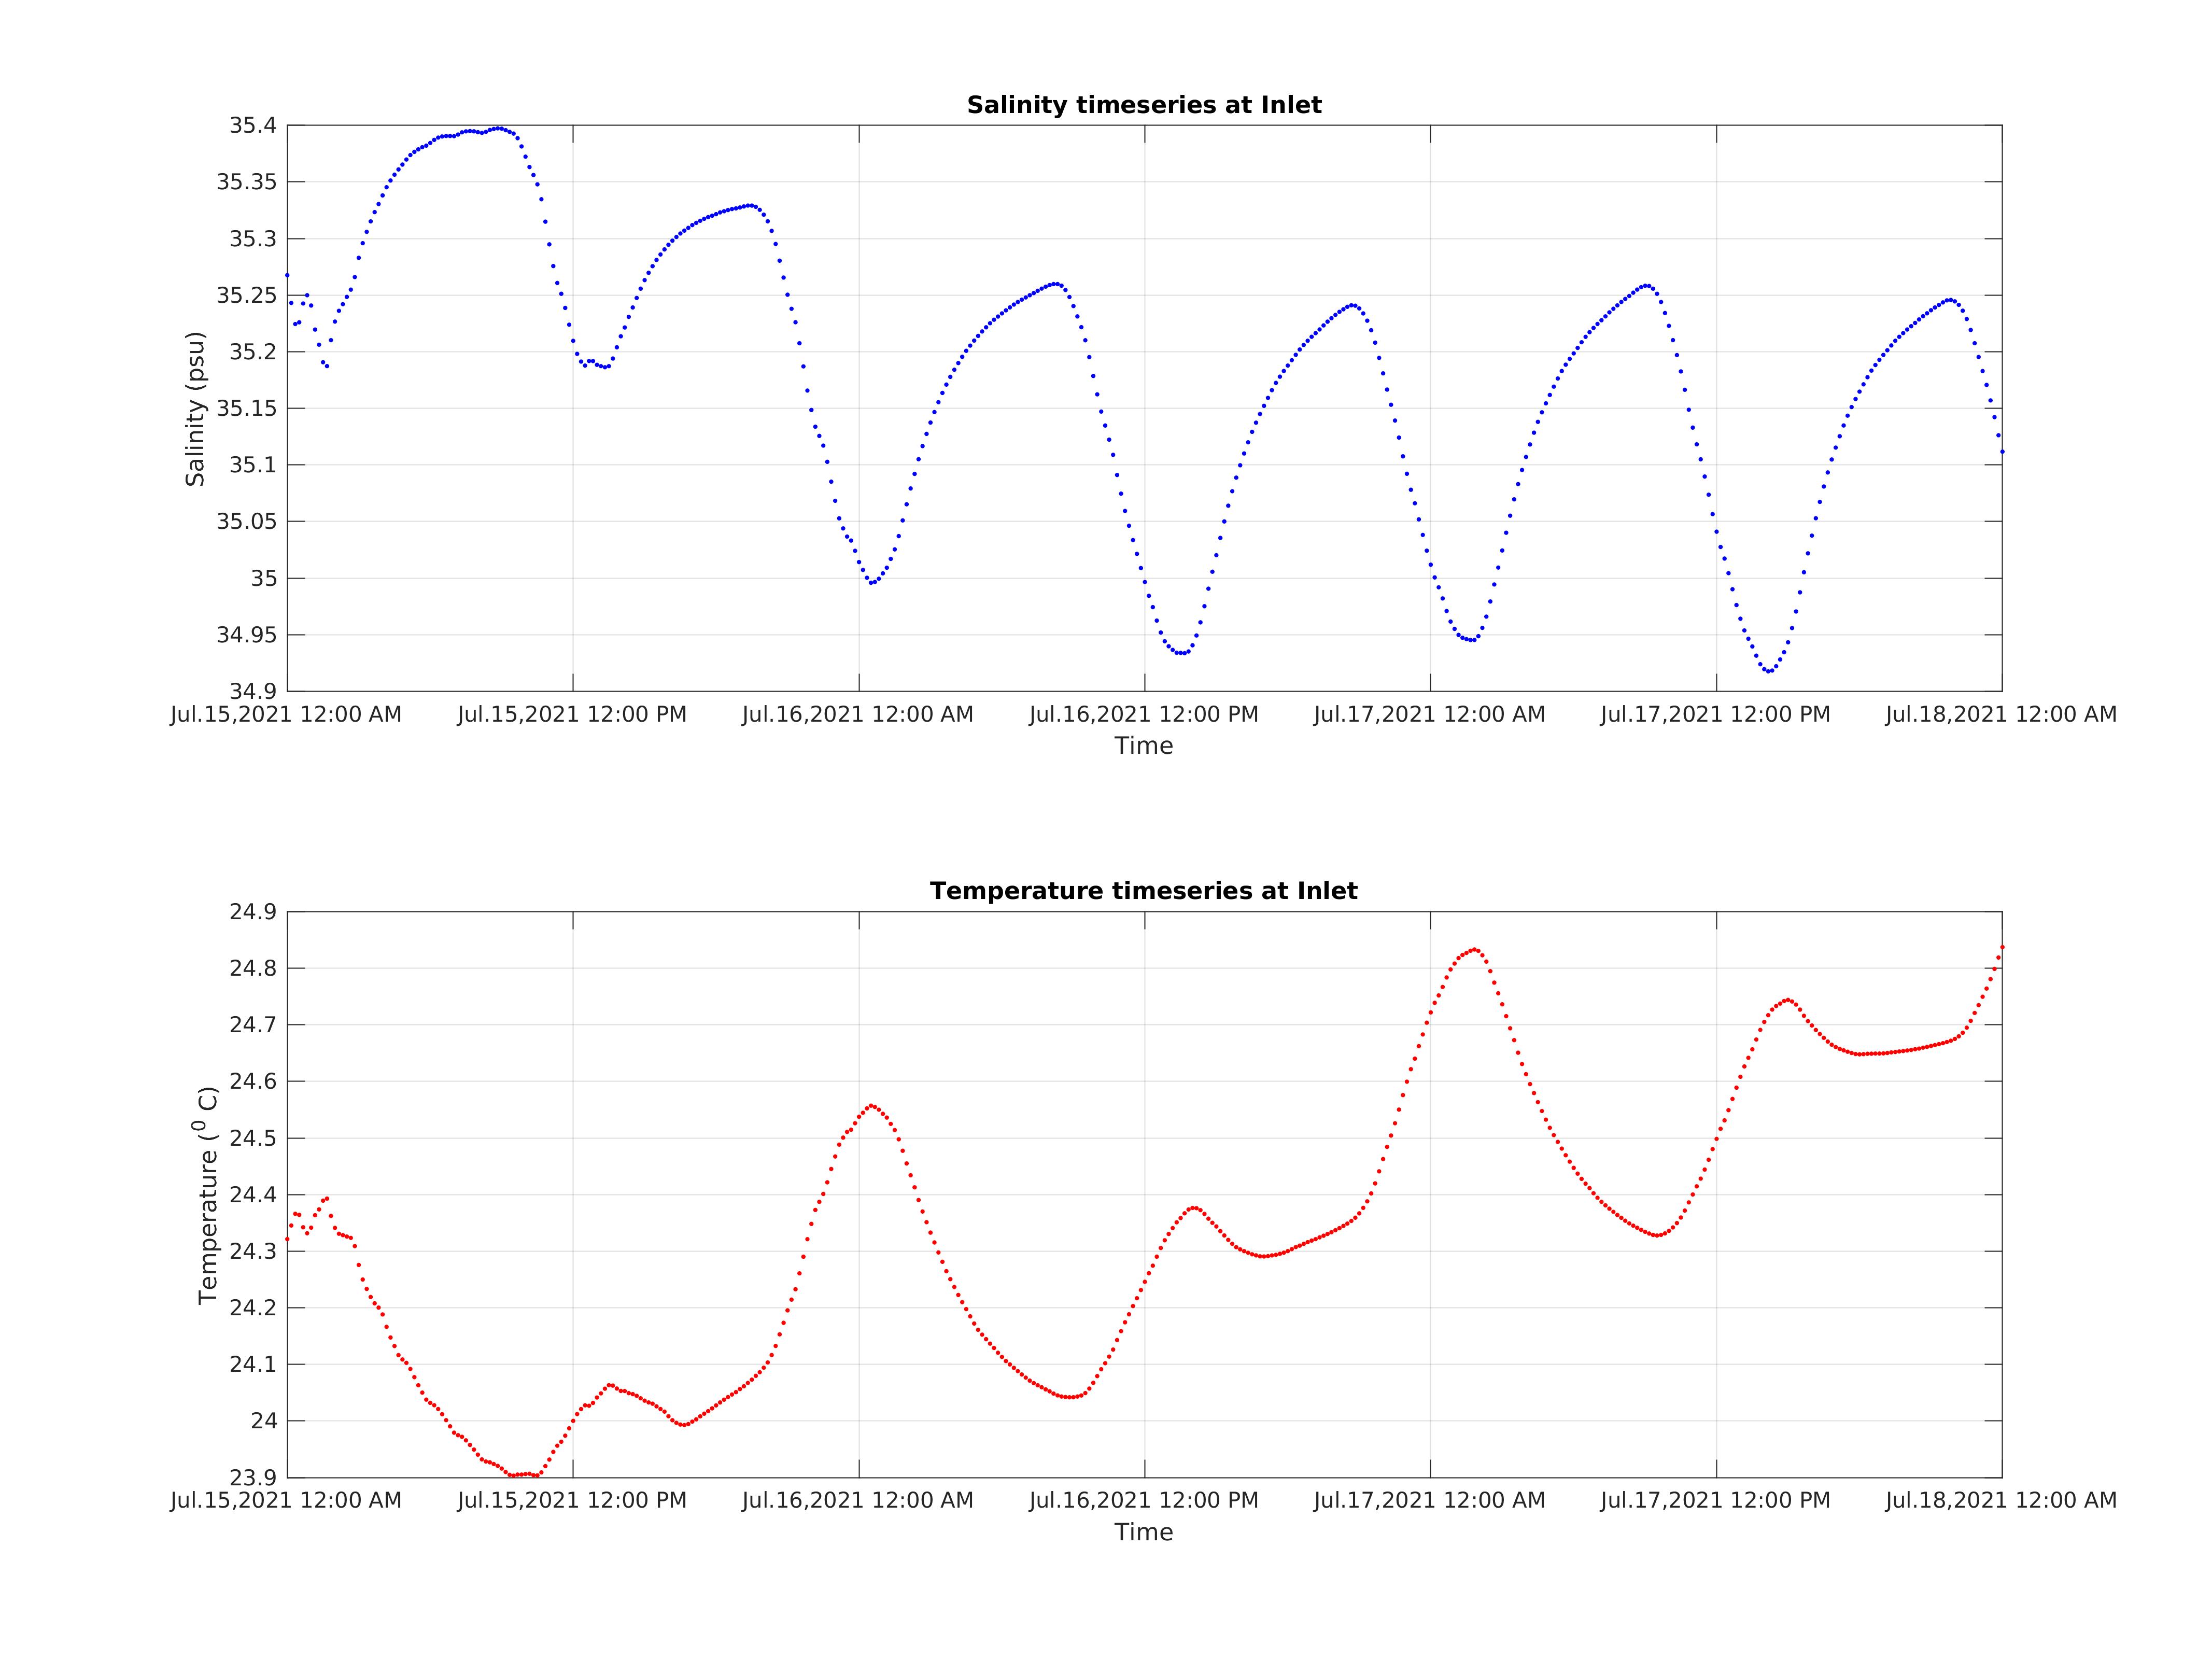 Salinity timeseries at Inlet
35.4
35.35
35.3
35.25
35.2
35.15
35.1
35.05
35
34.95
34.9
Salinity (psu)
Jul.15,2021 12:00 AM Jul.15,2021 12:00 PM Jul.16,2021 12:00 AM Jul.16,2021 12:00 PM Jul.17,2021 12:00 AM Jul.17,2021 12:00 PM Jul.18,2021 12:00 AM
Time
Temperature timeseries at Inlet
24.9
24.8
24.7
24.6
24.5
24.4
24.3
24.2
24.1
24
23.9
Temperature (⁰ C)
Jul.15,2021 12:00 AM Jul.15,2021 12:00 PM Jul.16,2021 12:00 AM Jul.16,2021 12:00 PM Jul.17,2021 12:00 AM Jul.17,2021 12:00 PM Jul.18,2021 12:00 AM
Time